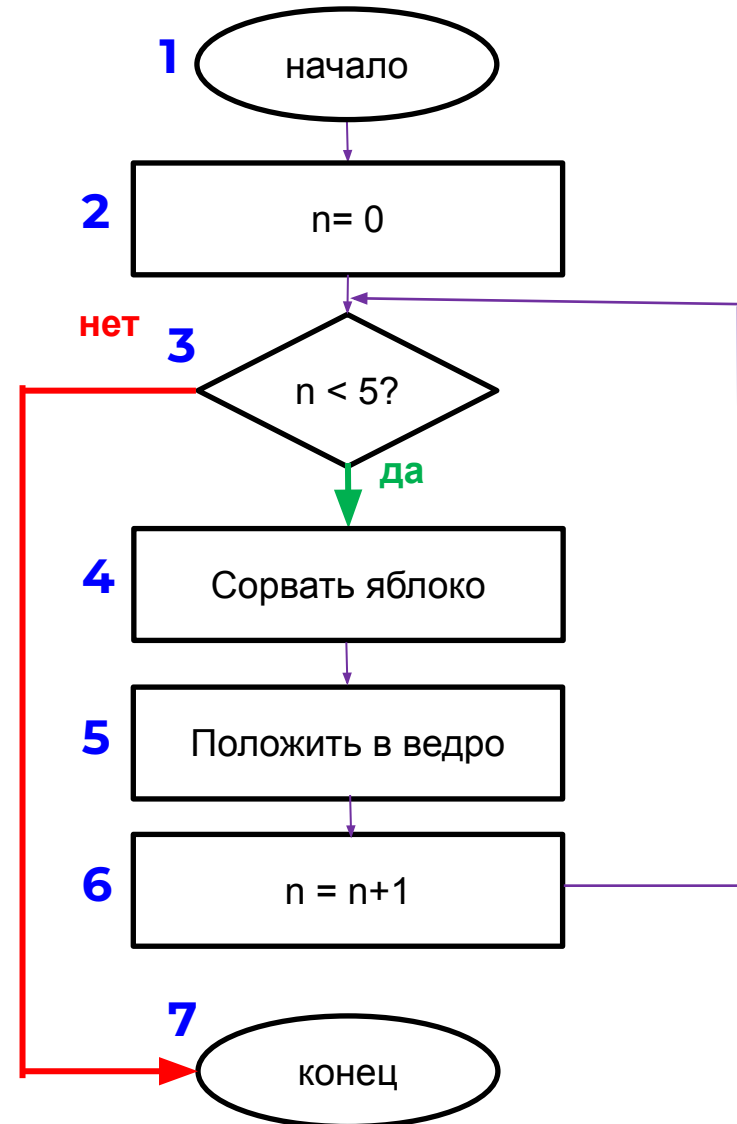 1
начало
2
n= 0
нет
3
n < 5?
да
4
Сорвать яблоко
5
Положить в ведро
6
n = n+1
7
конец